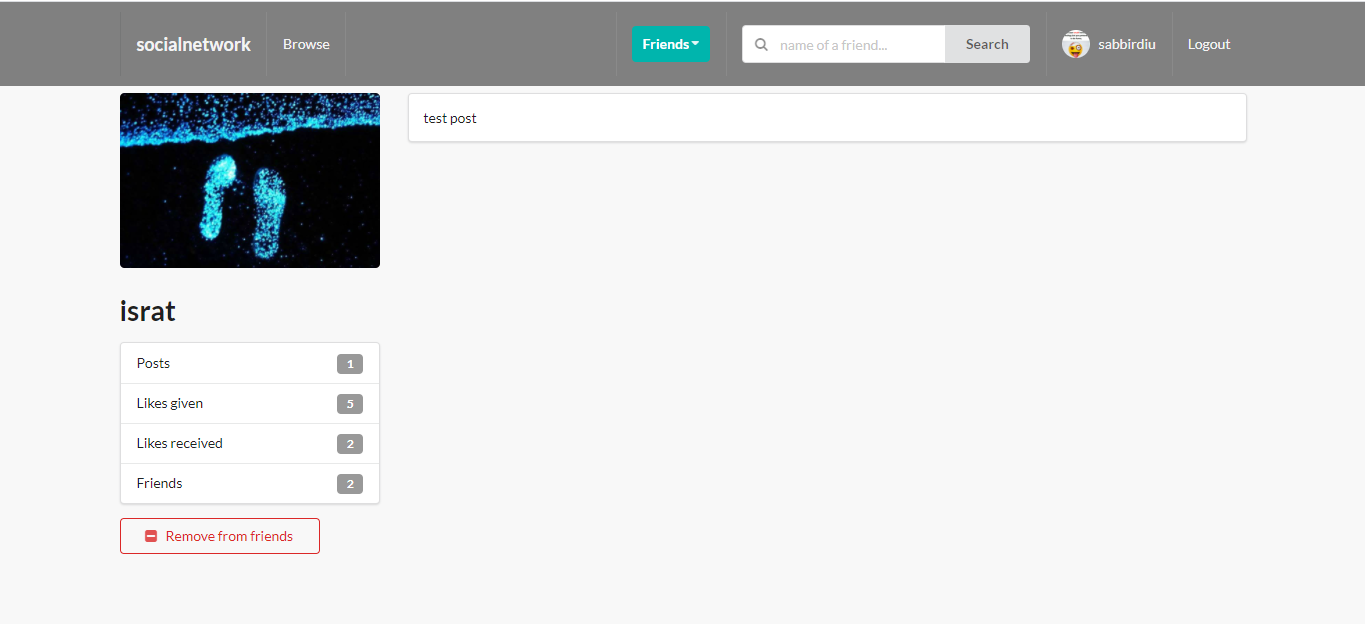 socialnetwork Browse Friends name of a friend... Search sabbirdiu Logout
test post
israt
Posts 1
Likes given 5
Likes received 2
Friends 2
Remove from friends